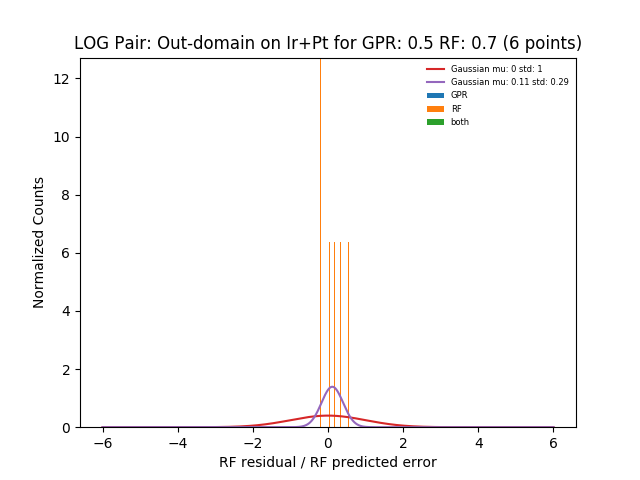 LOG Pair: Out-domain on Ir+Pt for GPR: 0.5 RF: 0.7 (6 points)
Gaussian mu: 0 std: 1
Gaussian mu: 0.11 std: 0.29
GPR
RF
both
Normalized Counts
12
10
8
6
4
2
0
−6 −4 −2 0 2 4 6
RF residual / RF predicted error